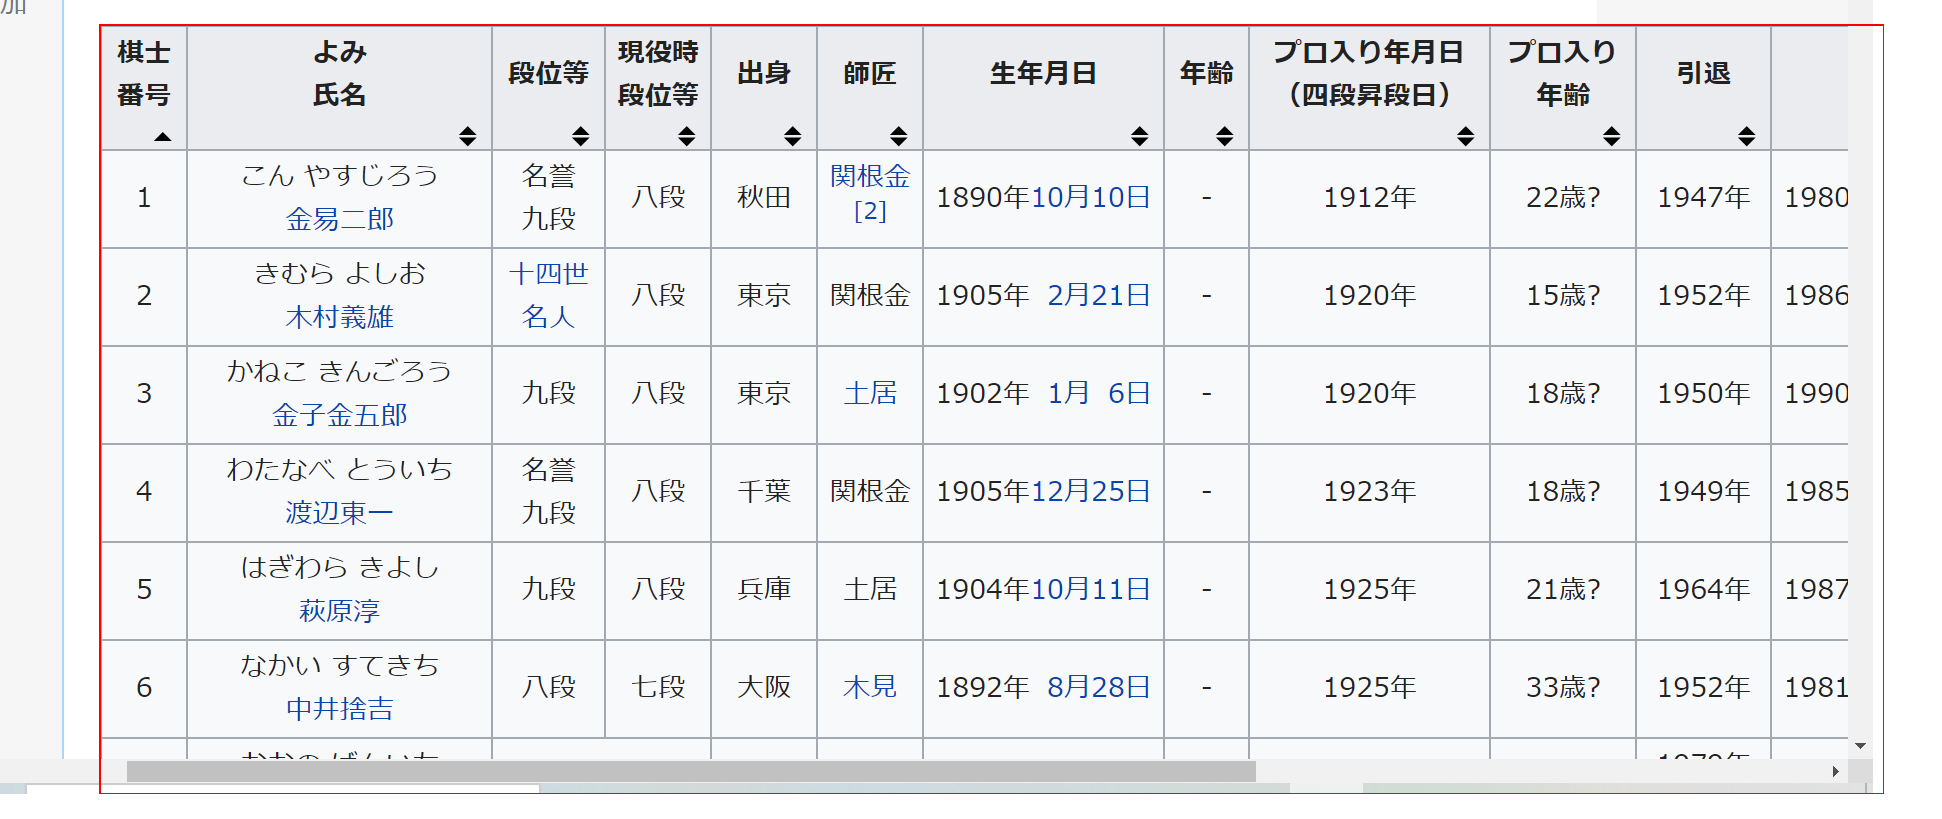 加
棋士
番号
よみ
氏名
段位等
現役時
段位等
出身
師匠
生年月日
年齢
プロ入り年月日
（四段昇段日）
プロ入り
年齢
引退
1
こん やすじろう
金易二郎
名誉
九段
八段
秋田
関根金
[2]
1890年10月10日
-
1912年
22歳?
1947年
1980
2
きむら よしお
木村義雄
十四世
名人
八段
東京
関根金
1905年 2月21日
-
1920年
15歳?
1952年
1986
3
かねこ きんごろう
金子金五郎
九段
八段
東京
土居
1902年 1月 6日
-
1920年
18歳?
1950年
1990
4
わたなべ とういち
渡辺東一
名誉
九段
八段
千葉
関根金
1905年12月25日
-
1923年
18歳?
1949年
1985
5
はぎわら きよし
萩原淳
九段
八段
兵庫
土居
1904年10月11日
-
1925年
21歳?
1964年
1987
6
なかい すてきち
中井捨吉
八段
七段
大阪
木見
1892年 8月28日
-
1925年
33歳?
1952年
1981